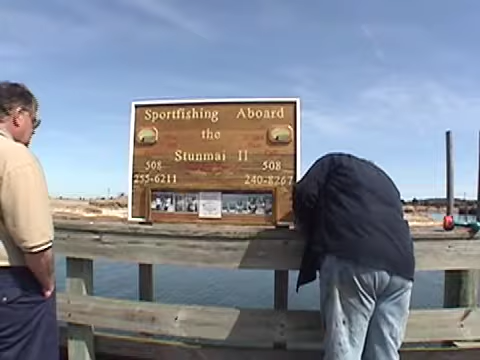 Sportfishing Aboard
the
Stunmai II
508 508
255-6211 240-8267